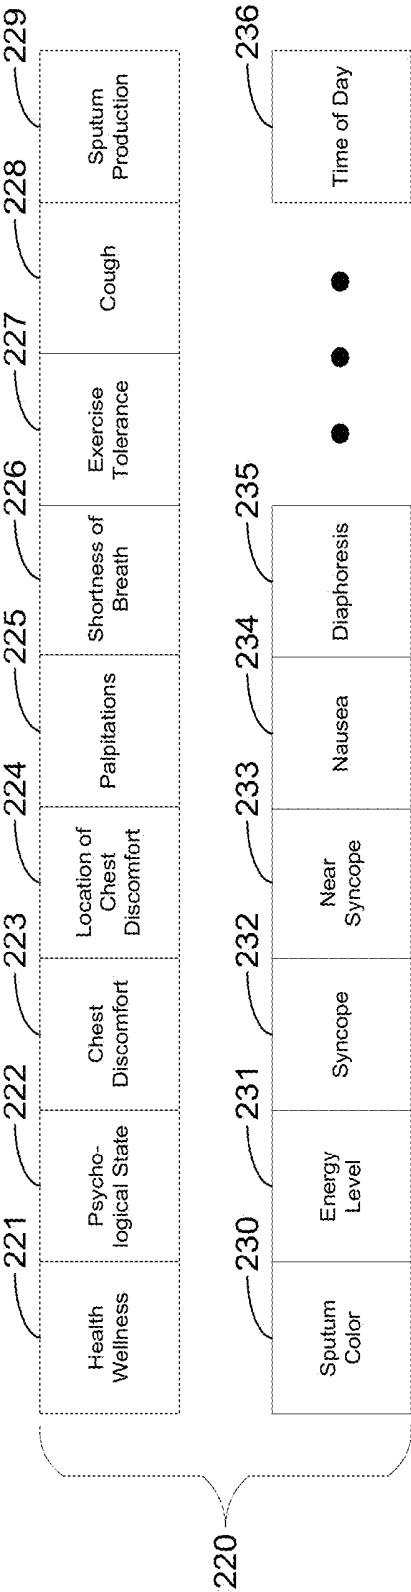 221
222
223
224
225
226
227
228
229
Health
Wellness
Psycho-
logical State
Chest
Discomfort
Location of
Chest
Discomfort
Palpitations
Shortness of
Breath
Exercise
Tolerance
Cough
Sputum
Production
220
230
231
232
233
234
235
236
Sputum
Color
Energy
Level
Syncope
Near
Syncope
Nausea
Diaphoresis
Time of Day